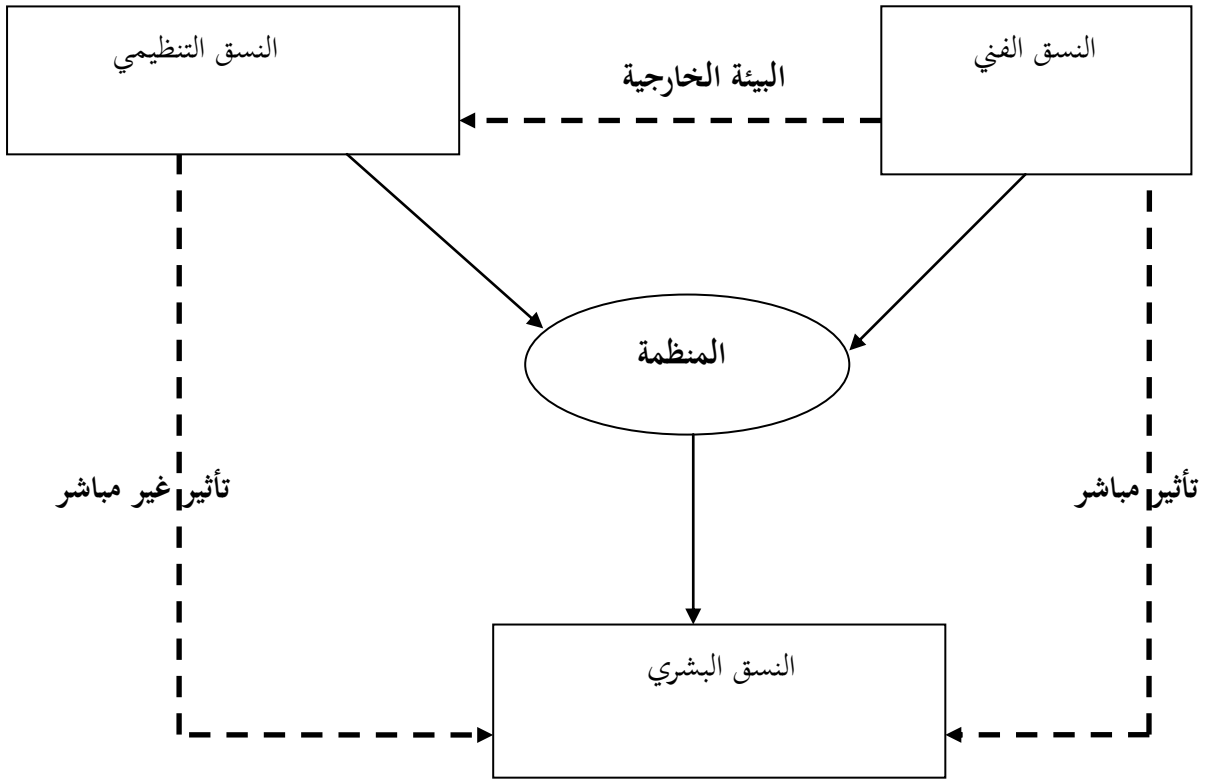 النسق الفني
النسق التنظيمي
البيئة الخارجية
المنظمة
تأثير مباشر
تأثير غير مباشر
النسق البشري